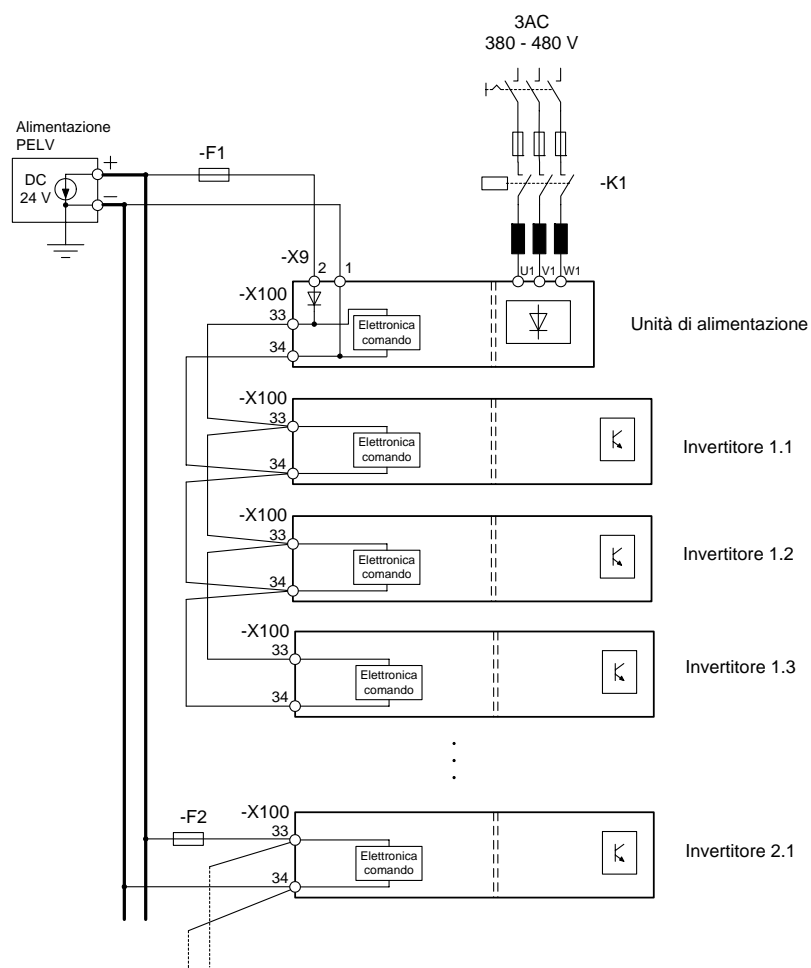 3AC
380 - 480 V
Alimentazione
PELV
+
DC
24 V
–
-F1
-K1
-X9
2
1
U1
V1
W1
-X100
33
34
Elettronica
comando
Unità di alimentazione
-X100
33
34
Elettronica
comando
Invertitore 1.1
-X100
33
34
Elettronica
comando
Invertitore 1.2
-X100
33
34
Elettronica
comando
Invertitore 1.3
-F2
-X100
33
34
Elettronica
comando
Invertitore 2.1